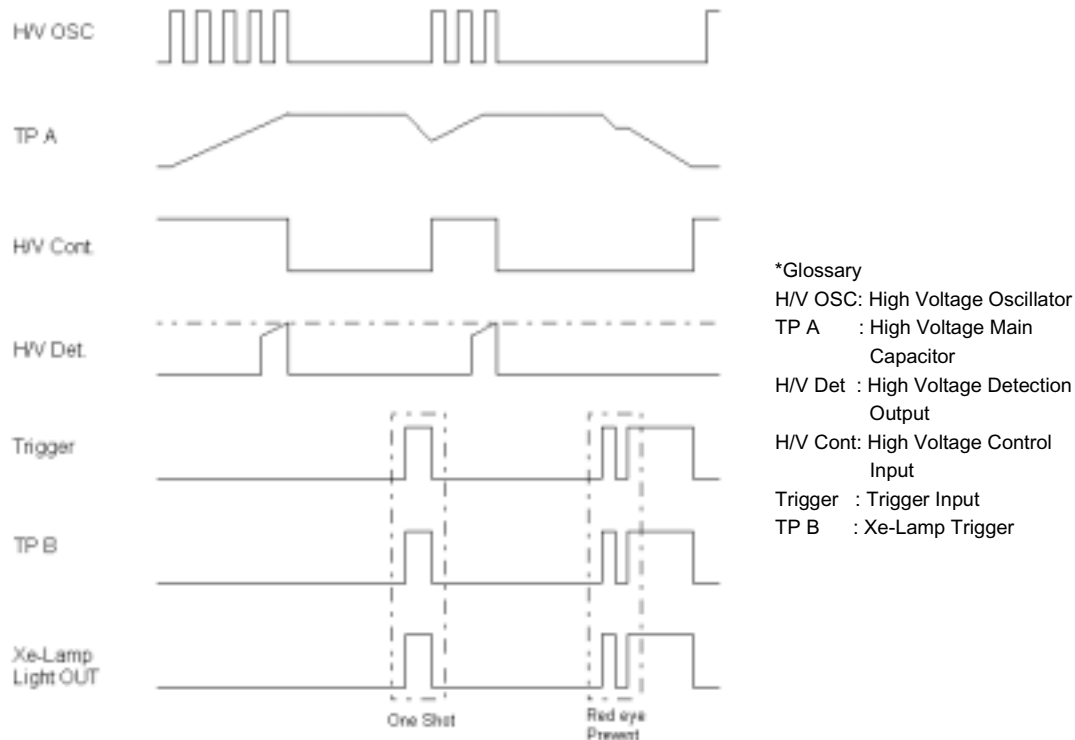 H/V OSC
TP A
H/V Cont.
H/V Det.
Trigger
TP B
Xe-Lamp
Light OUT
One Shot
Red eye
Prevent
*Glossary
H/V OSC: High Voltage Oscillator
TP A : High Voltage Main
Capacitor
H/V Det : High Voltage Detection
Output
H/V Cont: High Voltage Control
Input
Trigger : Trigger Input
TP B : Xe-Lamp Trigger